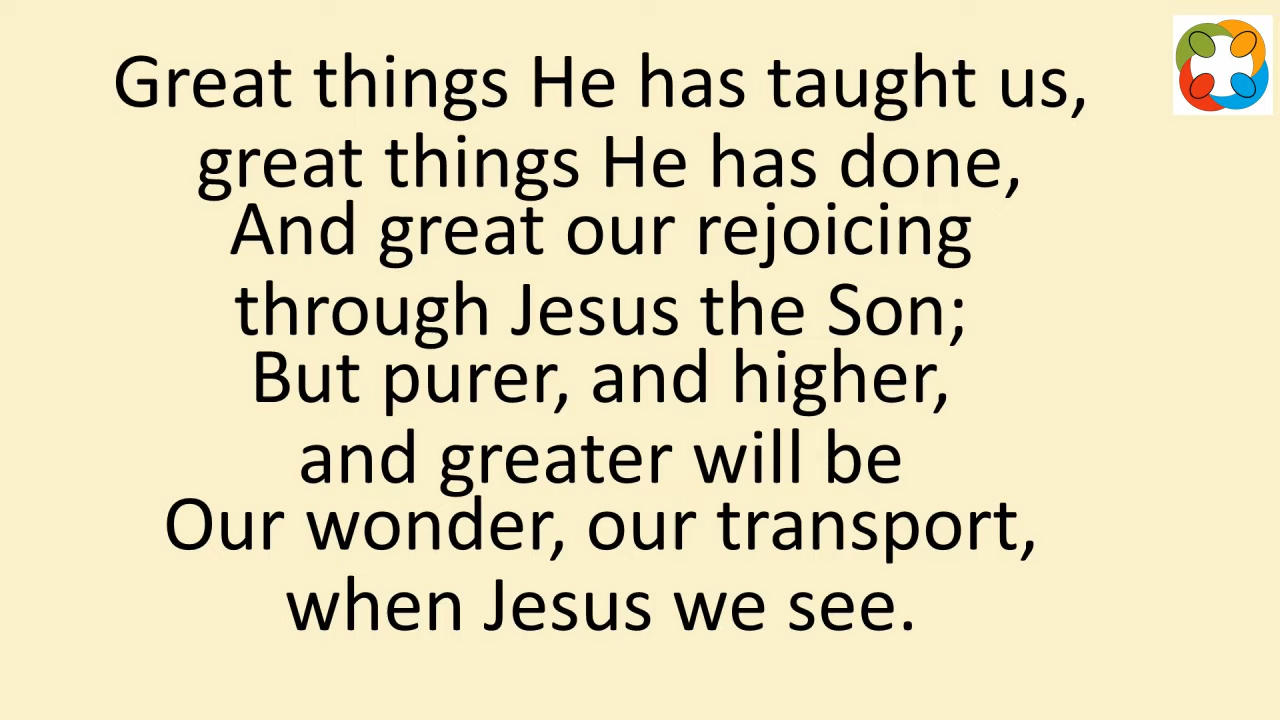 Great things He has taught us,
great things He has done,
And great our rejoicing
through Jesus the Son;
But purer, and higher,
and greater will be
Our wonder, our transport,
when Jesus we see.